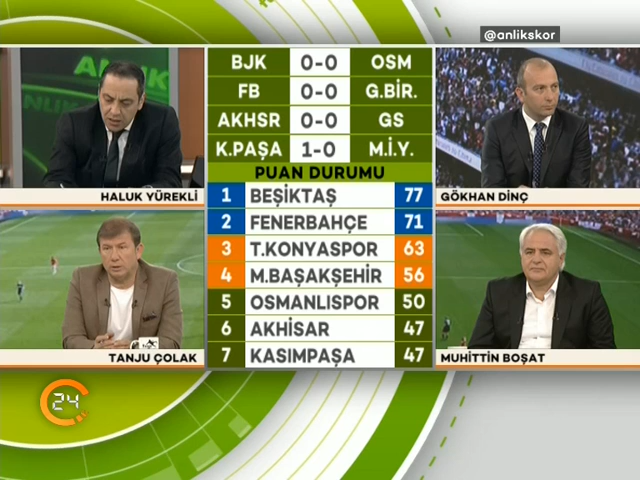 @anlikskor
BJK 0-0 OSM
FB 0-0 G.BİR.
AKHSR 0-0 GS
K.PAŞA 1-0 M.İ.Y.
PUAN DURUMU
1 BEŞİKTAŞ 77
2 FENERBAHÇE 71
3 T.KONYASPOR 63
4 M.BAŞAKŞEHİR 56
5 OSMANLISPOR 50
6 AKHİSAR 47
7 KASIMPAŞA 47
HALUK YÜREKLİ
GÖKHAN DİNÇ
TANJU ÇOLAK
MUHİTTİN BOŞAT
24